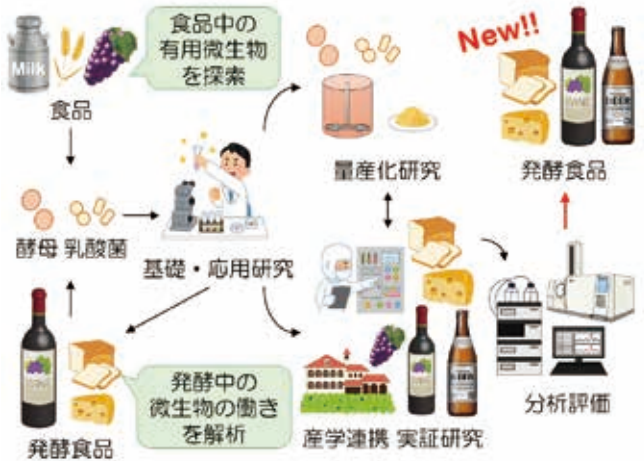 食品中の
有用微生物
を探索
New!!
Milk
食品
量産化研究
発酵食品
酵母 乳酸菌
基礎・応用研究
発酵中の
微生物の働き
を解析
発酵食品
産学連携 実証研究
分析評価